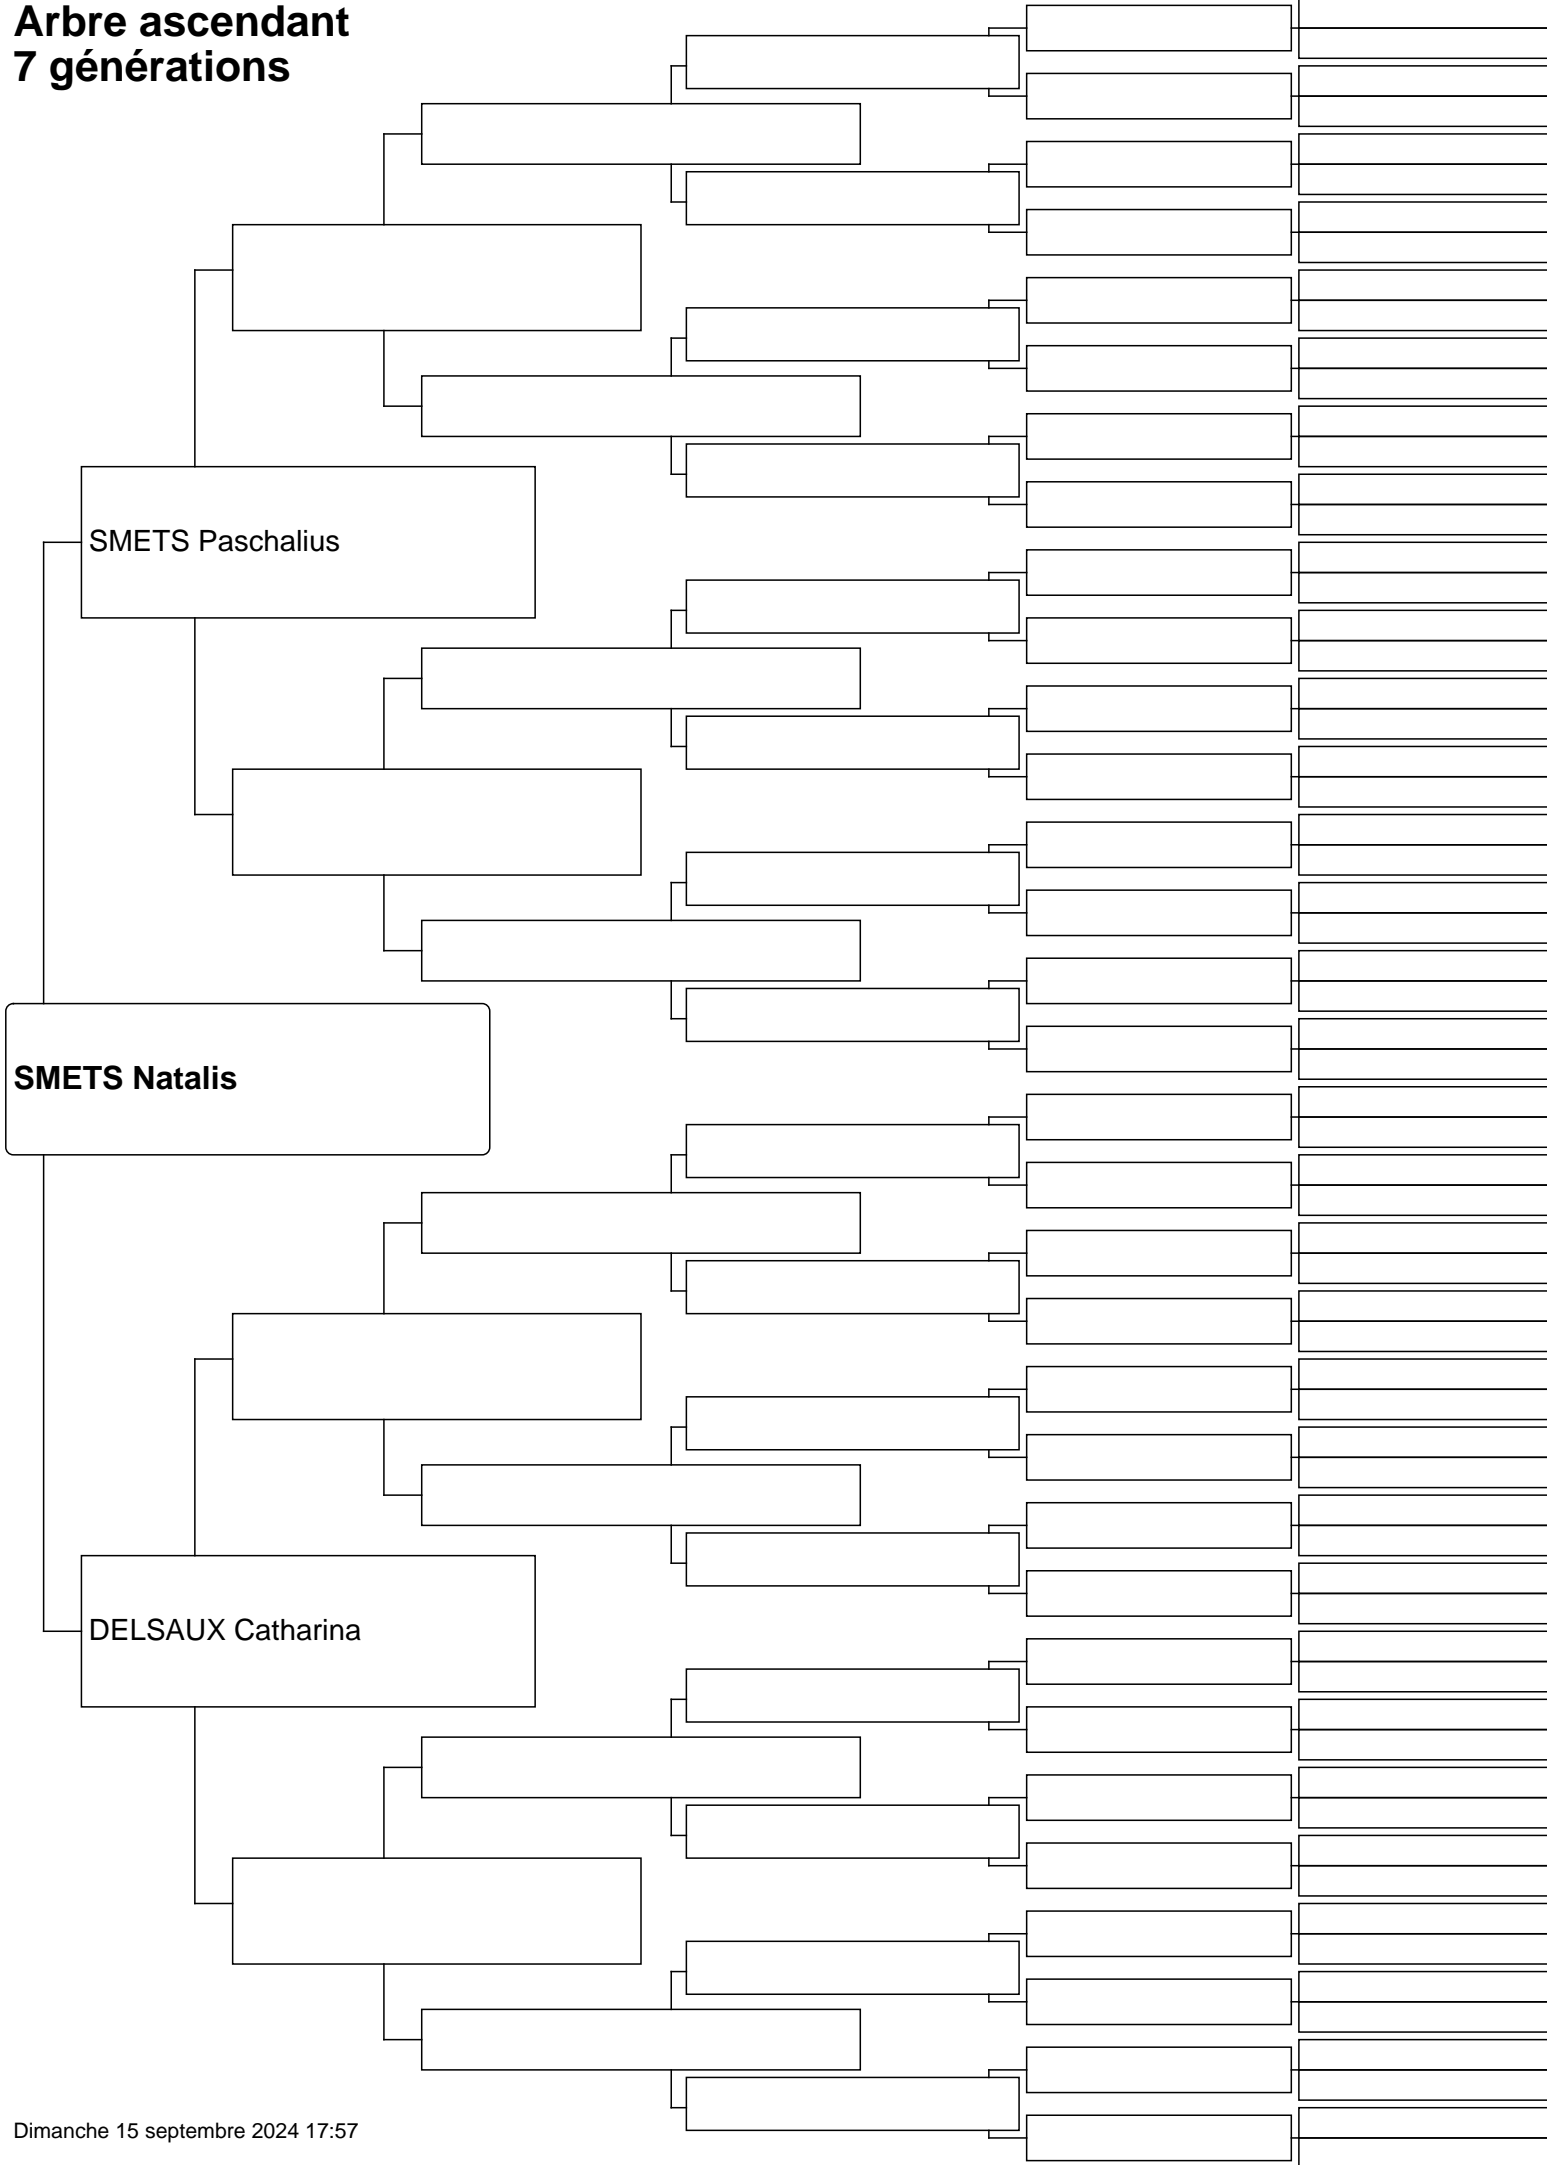 Arbre ascendant
7 générations
SMETS Paschalius
SMETS Natalis
DELSAUX Catharina
Dimanche 15 septembre 2024 17:57